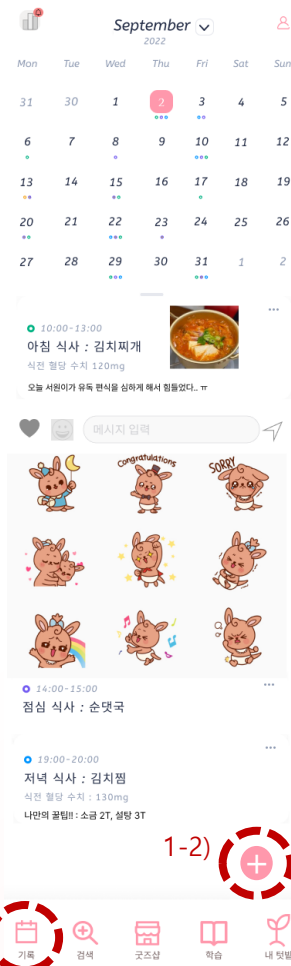 September
2022
Mon Tue Wed Thu Fri Sat Sun
31 30 1 2 3 4 5
6 7 8 9 10 11 12
13 14 15 16 17 18 19
20 21 22 23 24 25 26
27 28 29 30 31 1 2
10:00-13:00
아침 식사 : 김치찌개
식전 혈당 수치 120mg
오늘 서원이가 유독 편식을 심하게 해서 힘들었다.. ㅠ
메시지 입력
Congratulations
SORRY
14:00-15:00
점심 식사 : 순댓국
19:00-20:00
저녁 식사 : 김치찜
식전 혈당 수치 : 130mg
나만의 꿀팁!! : 소금 2T, 설탕 3T
1-2)
기록 검색 굿즈샵 학습 내 텃밭